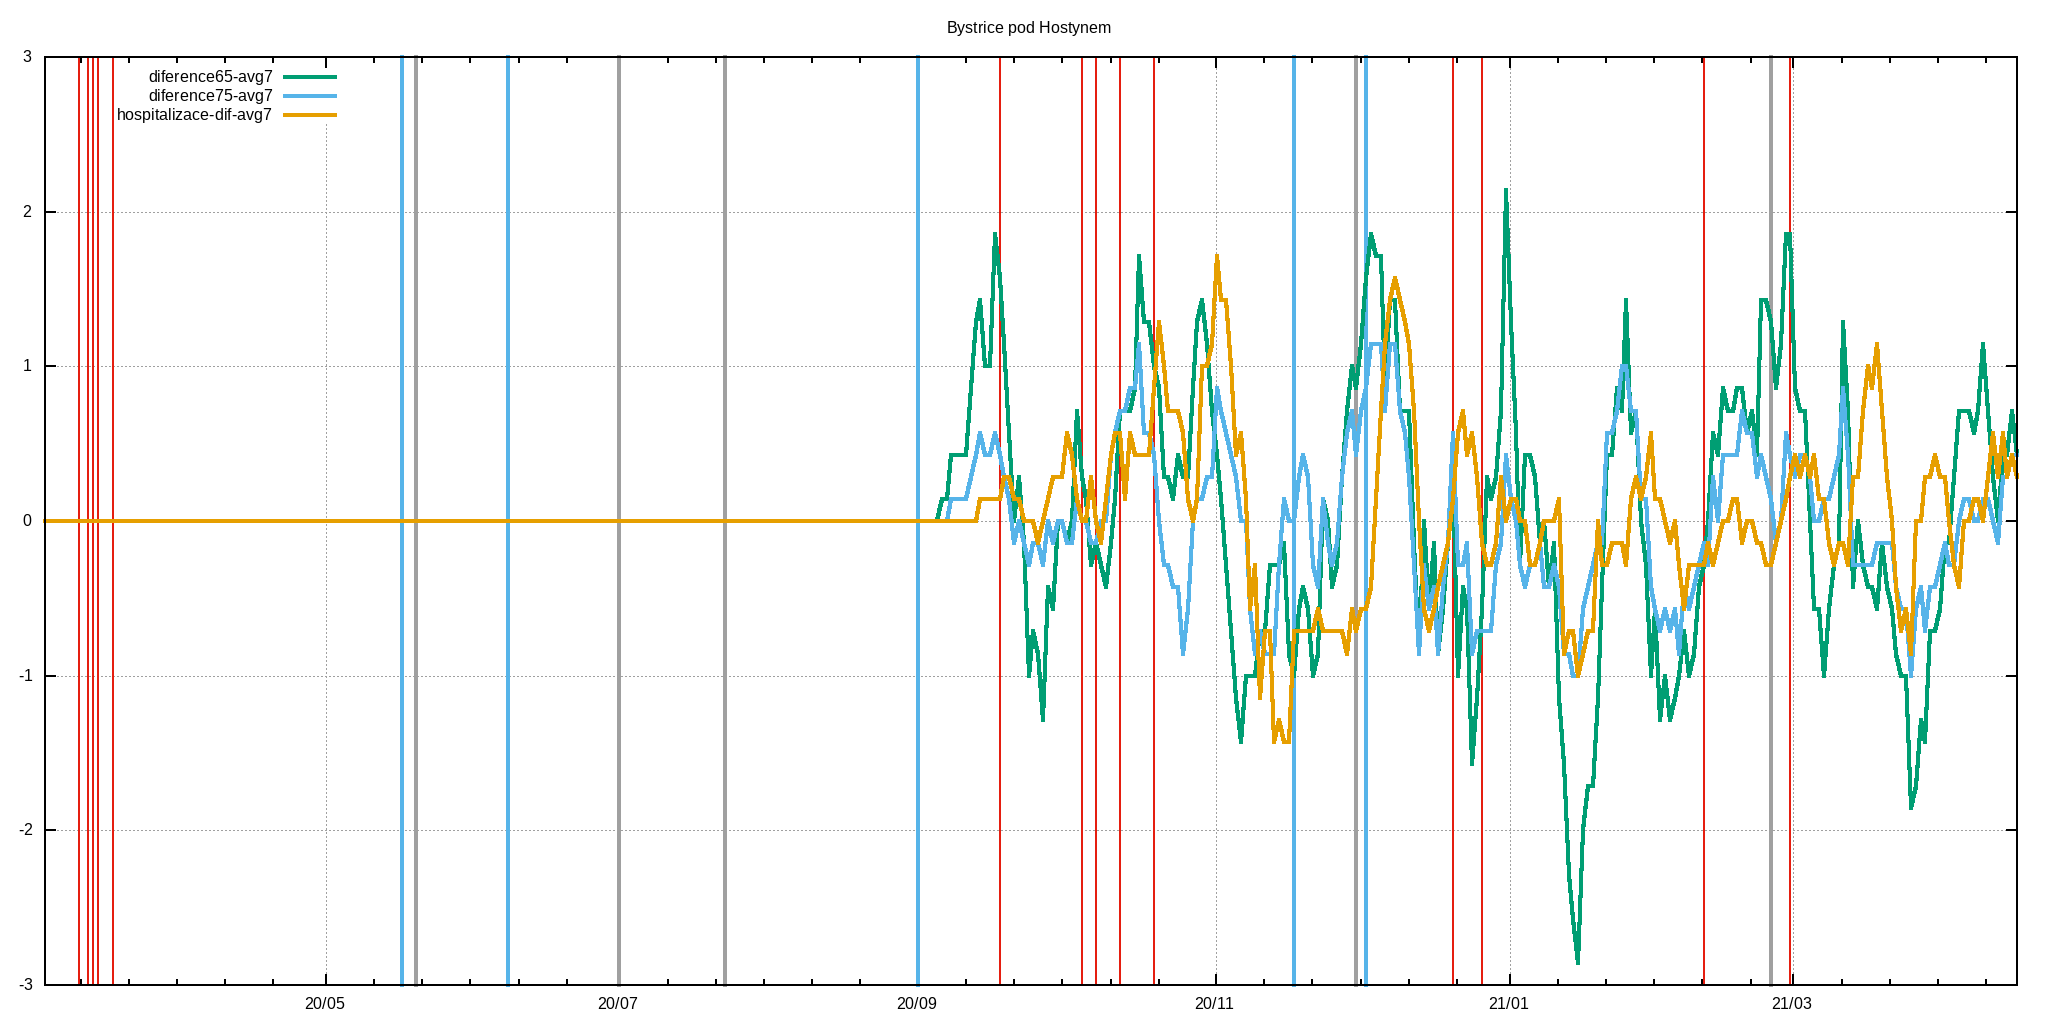 Bystrice pod Hostynem
3
diference65-avg7
diference75-avg7
hospitalizace-dif-avg7
2
1
0
-1
-2
-3
20/05 20/07 20/09 20/11 21/01 21/03